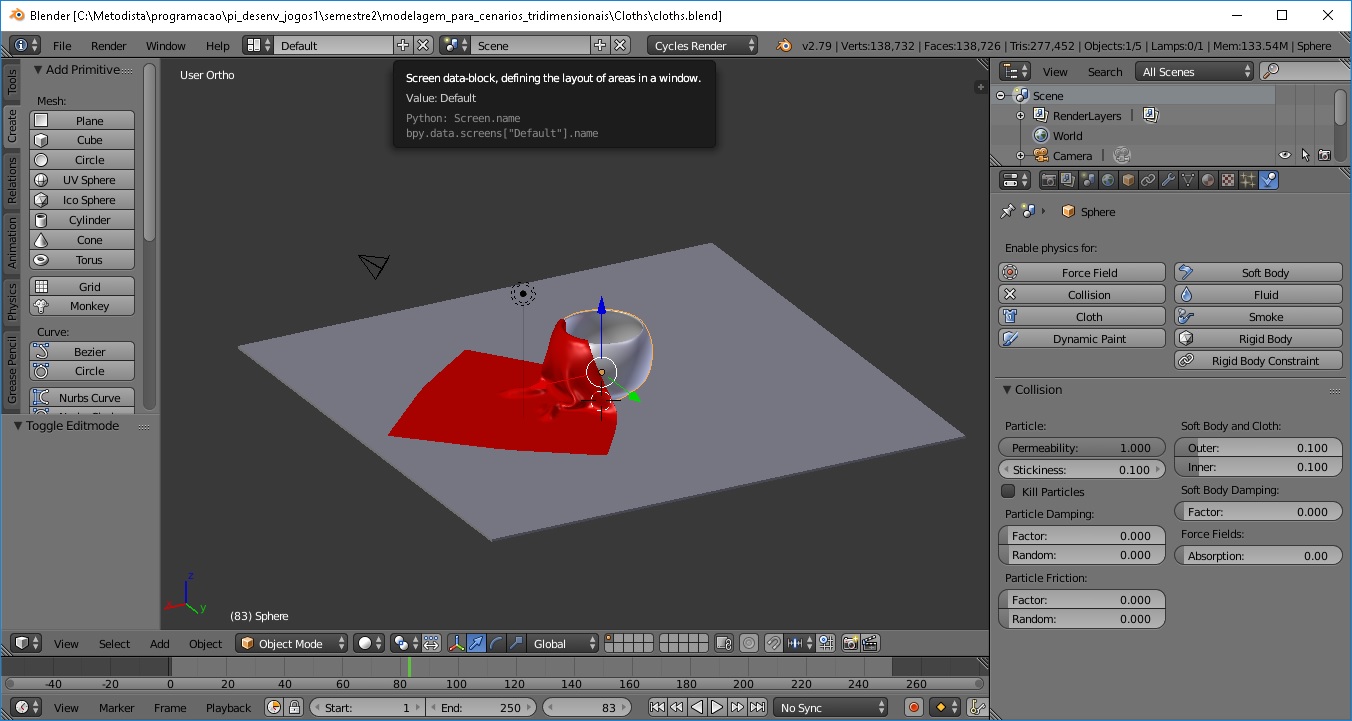 Blender [C:\Metodista\programacao\pi_desenv_jogos1\semestre2\modelagem_para_cenarios_tridimensionais\Cloths\cloths.blend]
File Render Window Help Default Scene Cycles Render v2.79 | Verts:138,732 | Faces:138,726 | Tris:277,452 | Objects:1/5 | Lamps:0/1 | Mem:133.54M | Sphere
Tools
Create
Relations
Animation
Physics
Grease Pencil
Add Primitive
Mesh:
Plane
Cube
Circle
UV Sphere
Ico Sphere
Cylinder
Cone
Torus
Grid
Monkey
Curve:
Bezier
Circle
Nurbs Curve
Toggle Editmode
User Ortho
Screen data-block, defining the layout of areas in a window.
Value: Default
Python: Screen.name
bpy.data.screens["Default"].name
z
y
(83) Sphere
View Select Add Object Object Mode Global
-40 -20 0 20 40 60 80 100 120 140 160 180 200 220 240 260
View Marker Frame Playback Start: 1 End: 250 83 No Sync
View Search All Scenes
Scene
RenderLayers |
World
Camera |
Sphere
Enable physics for:
Force Field Soft Body
Collision Fluid
Cloth Smoke
Dynamic Paint Rigid Body
Rigid Body Constraint
Collision
Particle:
Permeability: 1.000
Stickiness: 0.100
Kill Particles
Particle Damping:
Factor: 0.000
Random: 0.000
Particle Friction:
Factor: 0.000
Random: 0.000
Soft Body and Cloth:
Outer: 0.100
Inner: 0.100
Soft Body Damping:
Factor: 0.000
Force Fields:
Absorption: 0.00